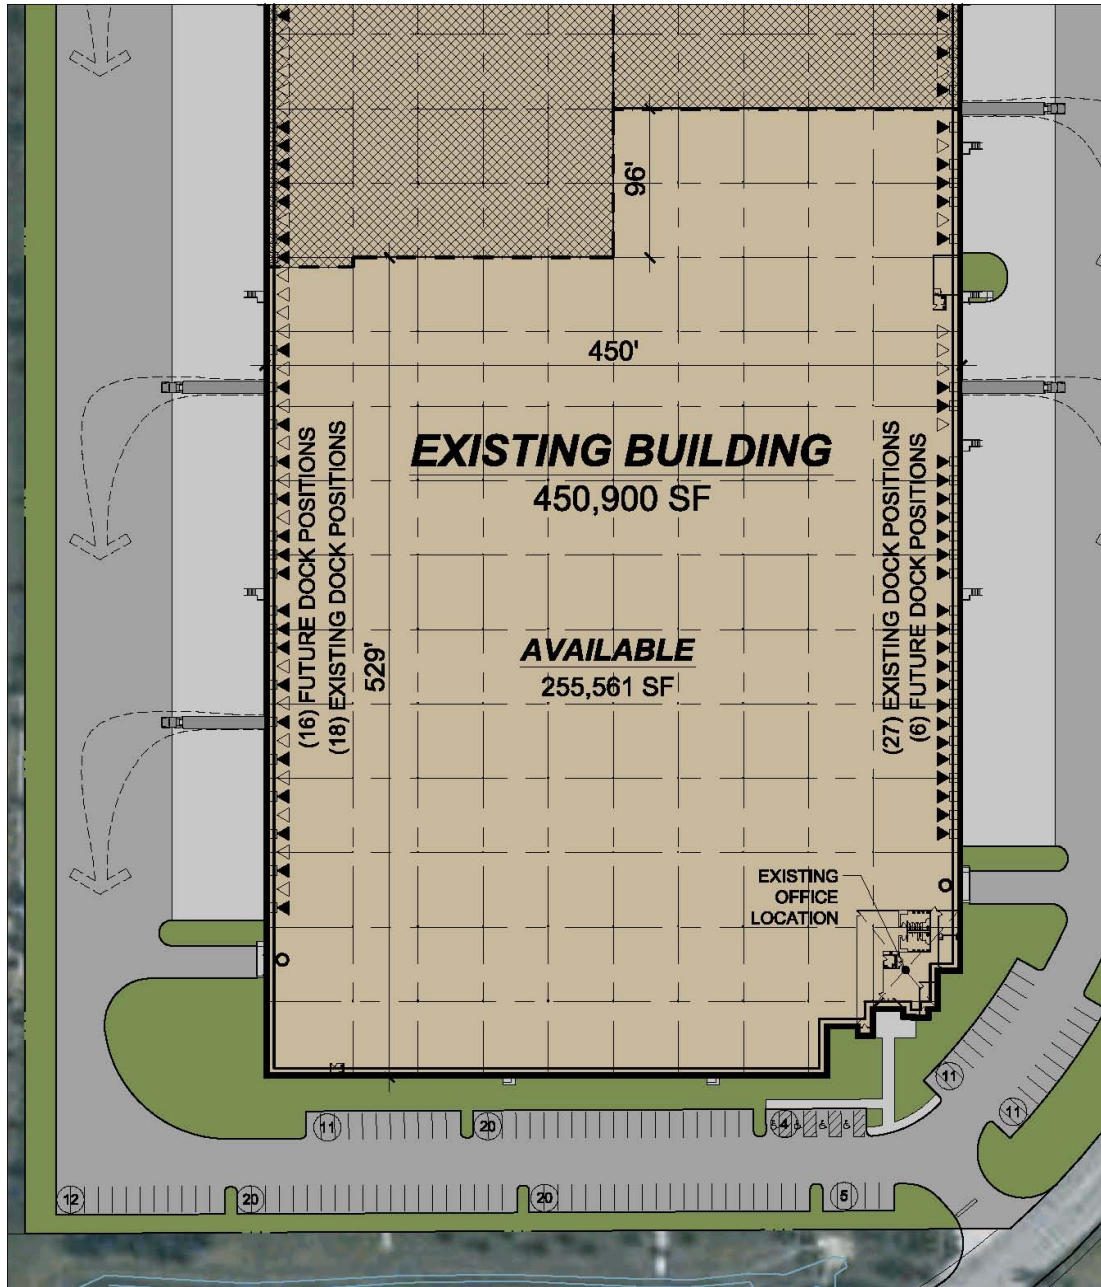 96'
450'
EXISTING BUILDING
450,900 SF
(16) FUTURE DOCK POSITIONS
(18) EXISTING DOCK POSITIONS
529'
(27) EXISTING DOCK POSITIONS
(6) FUTURE DOCK POSITIONS
AVAILABLE
255,561 SF
EXISTING
OFFICE
LOCATION
11
11
11
20
4
12
20
20
5